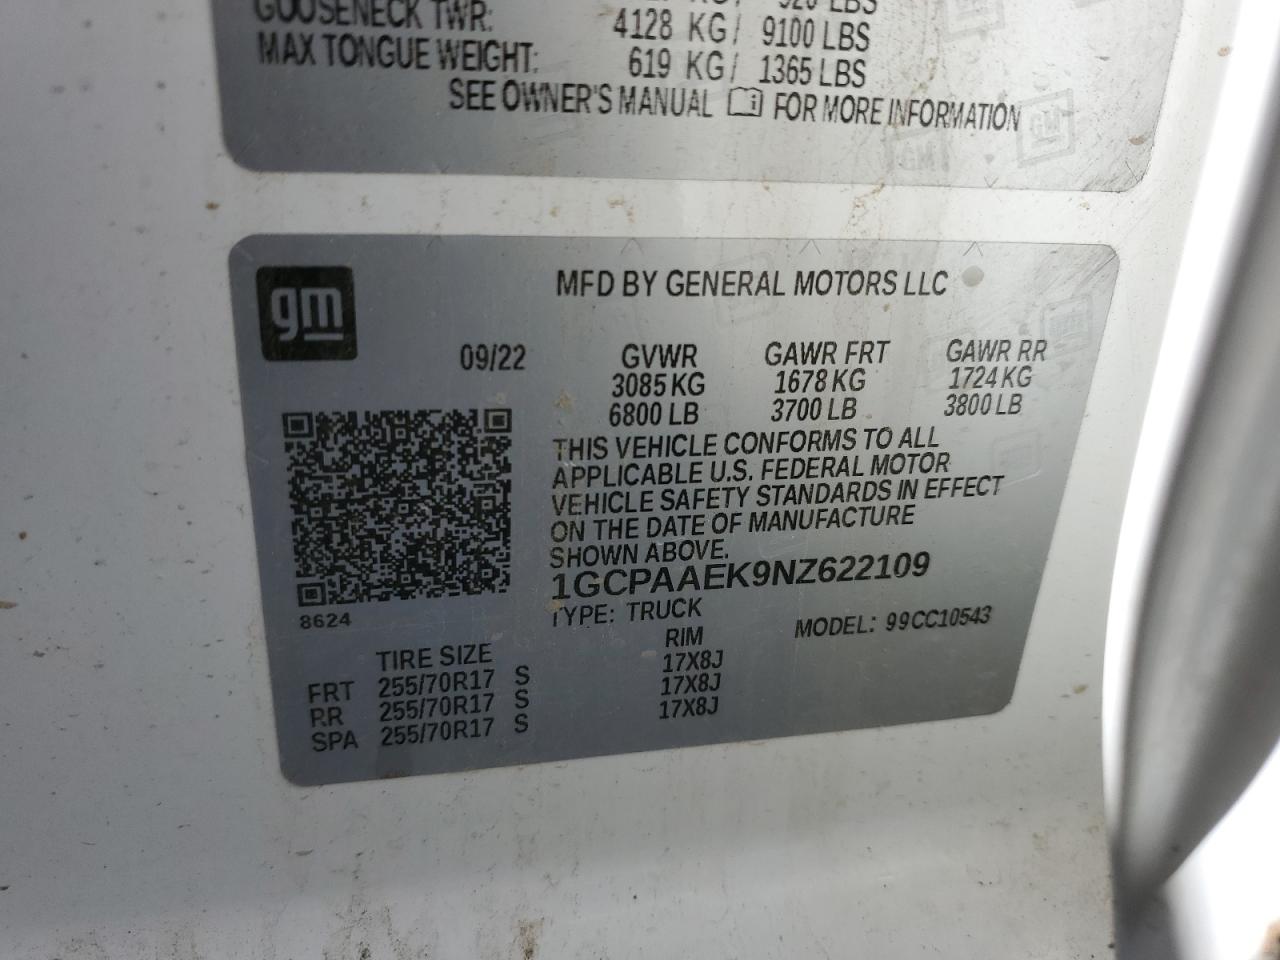 GOOSENECK TWR: 4128 KG/ 9100 LBS
MAX TONGUE WEIGHT: 619 KG/ 1365 LBS
SEE OWNER'S MANUAL FOR MORE INFORMATION
gm
MFD BY GENERAL MOTORS LLC
09/22 GVWR GAWR FRT GAWR RR
3085 KG 1678 KG 1724 KG
6800 LB 3700 LB 3800 LB
THIS VEHICLE CONFORMS TO ALL
APPLICABLE U.S. FEDERAL MOTOR
VEHICLE SAFETY STANDARDS IN EFFECT
ON THE DATE OF MANUFACTURE
SHOWN ABOVE.
1GCPAAEK9NZ622109
8624
TYPE: TRUCK MODEL: 99CC10543
TIRE SIZE RIM
FRT 255/70R17 S 17X8J
RR 255/70R17 S 17X8J
SPA 255/70R17 S 17X8J